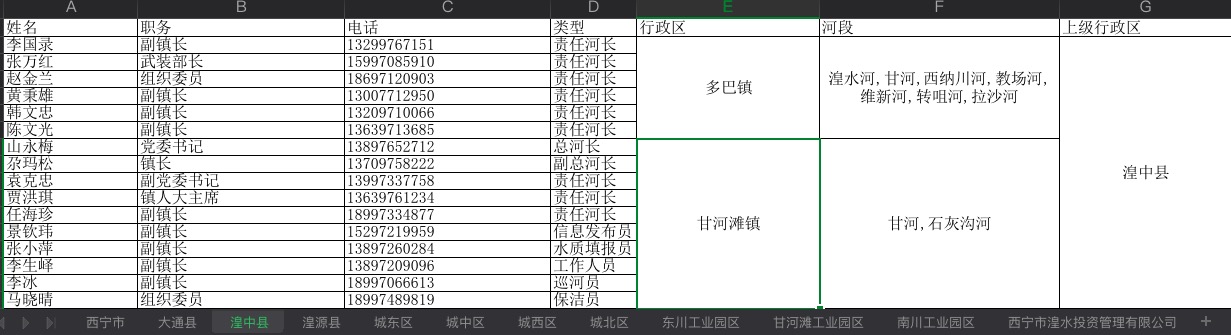 A B C D E F G
姓名 职务 电话 类型 行政区 河段 上级行政区
李国录 副镇长 13299767151 责任河长
张万红 武装部长 15997085910 责任河长
赵金兰 组织委员 18697120903 责任河长
黄秉雄 副镇长 13007712950 责任河长
韩文忠 副镇长 13209710066 责任河长
陈文光 副镇长 13639713685 责任河长
多巴镇
湟水河,甘河,西纳川河,教场河,
维新河,转咀河,拉沙河
山永梅 党委书记 13897652712 总河长
尕玛松 镇长 13709758222 副总河长
袁克忠 副党委书记 13997337758 责任河长
贾洪琪 镇人大主席 13639761234 责任河长
任海珍 副镇长 18997334877 责任河长
景钦玮 副镇长 15297219959 信息发布员
张小萍 副镇长 13897260284 水质填报员
李生峰 副镇长 13897209096 工作人员
李冰 副镇长 18997066613 巡河员
马晓晴 组织委员 18997489819 保洁员
甘河滩镇
甘河,石灰沟河
湟中县
西宁市 大通县 湟中县 湟源县 城东区 城中区 城西区 城北区 东川工业园区 甘河滩工业园区 南川工业园区 西宁市湟水投资管理有限公司 +